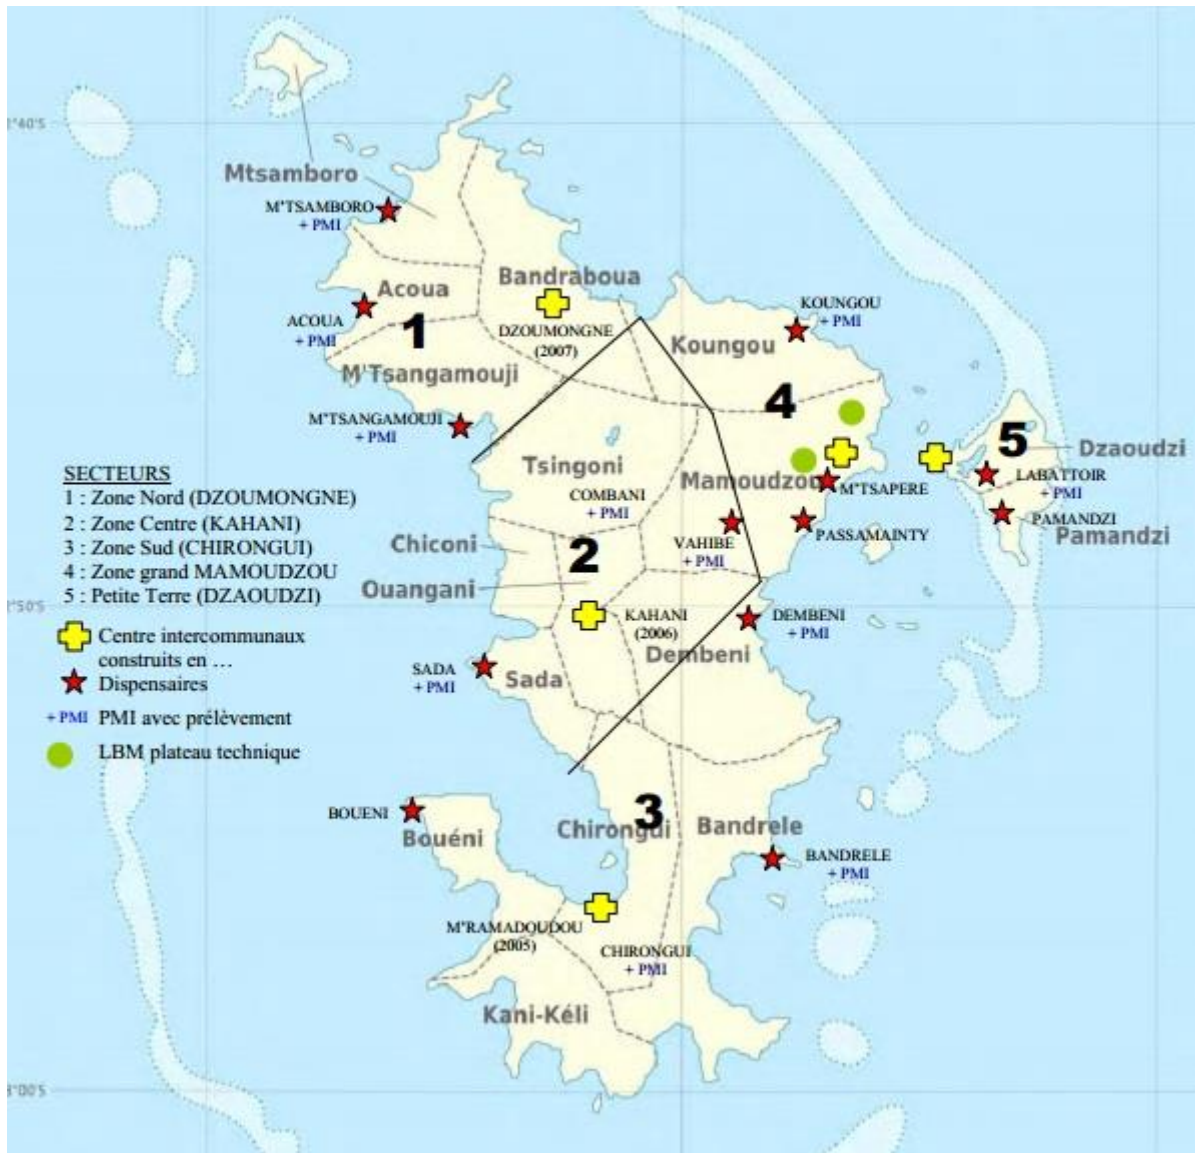 1°40'S
Mtsamboro
M'TSAMBORO
+ PMI
Bandraboua
Acoua
ACOUA
+ PMI
1
DZOUMONGNE
(2007)
KOUNGOU
+ PMI
Koungou
M'Tsangamouji
4
M'TSANGAMOUJI
+ PMI
5
Dzaoudzi
Tsingoni
Mamoudzou
LABATTOIR
+ PMI
M'TSAPERE
COMBANI
+ PMI
PAMANDZI
Pamandzi
PASSAMAINTY
VAHIBE
+ PMI
Chiconi
2
Ouangani
SECTEURS
1 : Zone Nord (DZOUMONGNE)
2 : Zone Centre (KAHANI)
3 : Zone Sud (CHIRONGUI)
4 : Zone grand MAMOUDZOU
5 : Petite Terre (DZAOUDZI)
2°50'S
Centre intercommunaux
construits en ...
Dispensaires
+ PMI PMI avec prélèvement
LBM plateau technique
KAHANI
(2006)
DEMBENI
+ PMI
Dembeni
SADA
+ PMI
Sada
BOUENI
Bouéni
3
Chirongui
Bandrele
BANDRELE
+ PMI
M'RAMADOUDOU
(2005)
CHIRONGUI
+ PMI
Kani-Kéli
3°00'S